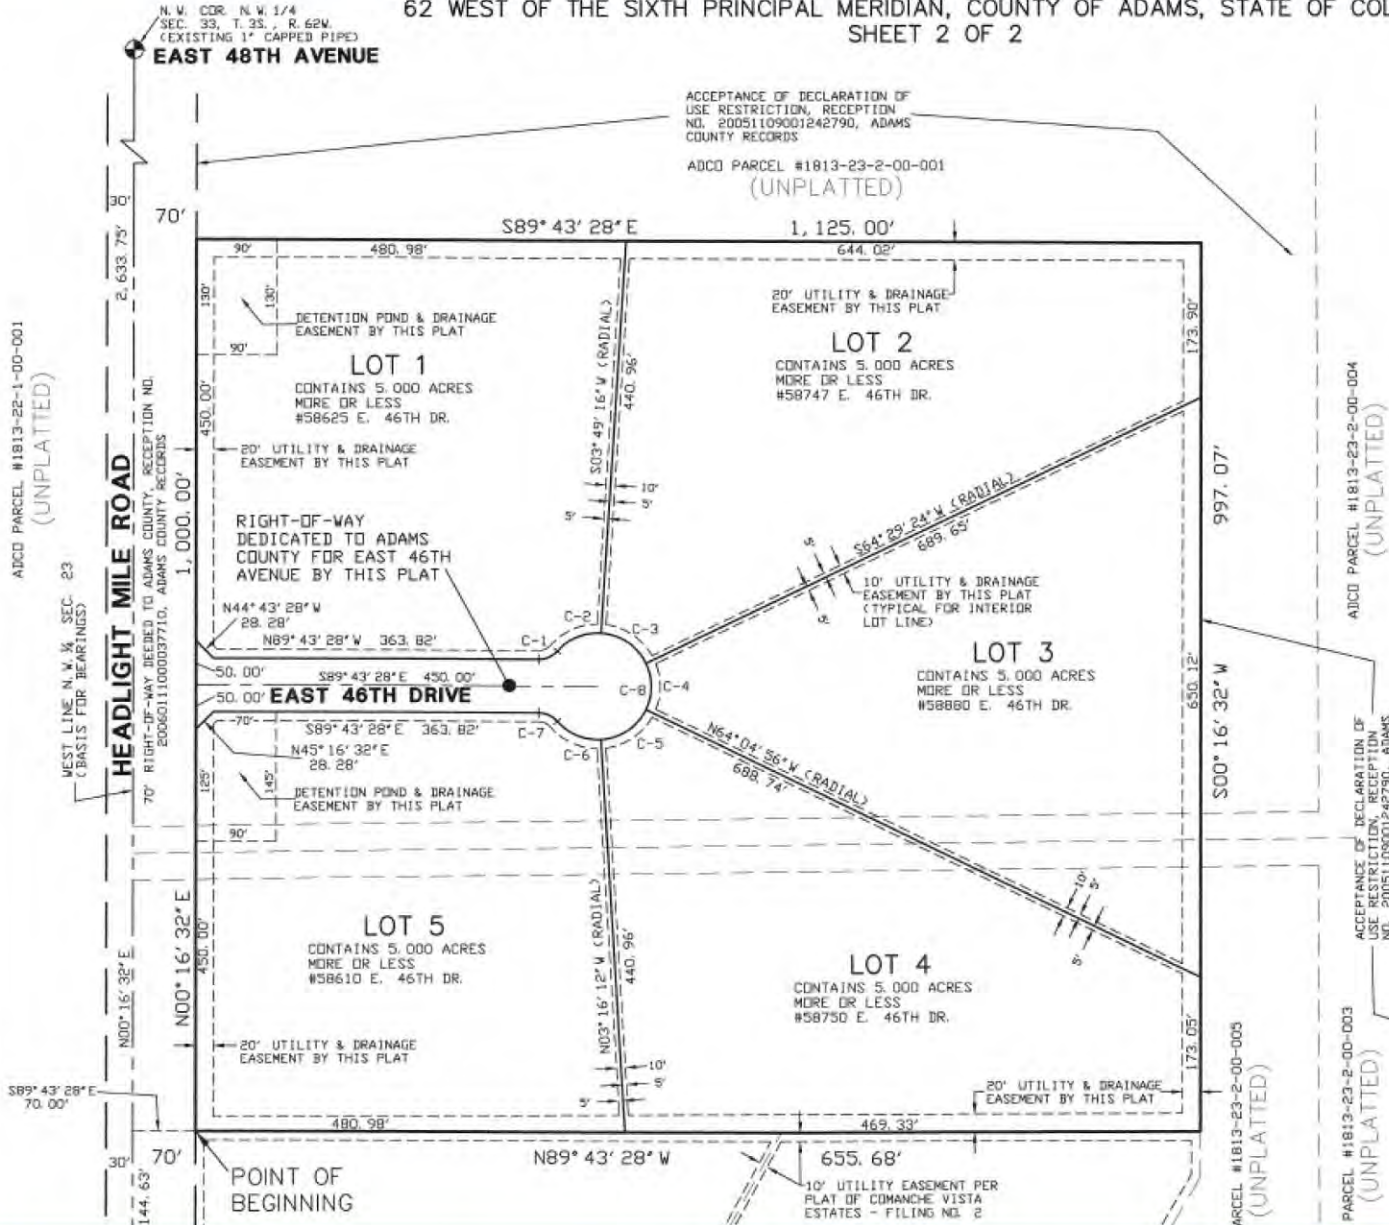 62 WEST OF THE SIXTH PRINCIPAL MERIDIAN, COUNTY OF ADAMS, STATE OF COL
SHEET 2 OF 2
N. W. COR. N. W. 1/4
SEC. 33, T. 3S., R. 62W.
(EXISTING 1" CAPPED PIPE)
EAST 48TH AVENUE
ACCEPTANCE OF DECLARATION OF
USE RESTRICTION, RECEPTION
NO. 20051109001242790, ADAMS
COUNTY RECORDS
ADCO PARCEL #1813-23-2-00-001
(UNPLATTED)
30'
70'
2,633.75'
S89°43'28"E
1,125.00'
90'
480.98'
644.02'
130'
130'
DETENTION POND & DRAINAGE
EASEMENT BY THIS PLAT
90'
20' UTILITY & DRAINAGE
EASEMENT BY THIS PLAT
173.90'
LOT 1
CONTAINS 5.000 ACRES
MORE OR LESS
#58625 E. 46TH DR.
450.00'
20' UTILITY & DRAINAGE
EASEMENT BY THIS PLAT
S03°49'16"W (RADIAL)
440.96'
10'
5'
5'
LOT 2
CONTAINS 5.000 ACRES
MORE OR LESS
#58747 E. 46TH DR.
ADCO PARCEL #1813-22-1-00-001
(UNPLATTED)
WEST LINE N.W.¼ SEC. 23
(BASIS FOR BEARINGS)
HEADLIGHT MILE ROAD
70' RIGHT-OF-WAY DEEDED TO ADAMS COUNTY, RECEPTION NO.
20060111000037710, ADAMS COUNTY RECORDS
1,000.00'
RIGHT-OF-WAY
DEDICATED TO ADAMS
COUNTY FOR EAST 46TH
AVENUE BY THIS PLAT
S64°29'24"W (RADIAL)
689.65'
5'
5'
10' UTILITY & DRAINAGE
EASEMENT BY THIS PLAT
(TYPICAL FOR INTERIOR
LOT LINE)
997.07'
S00°16'32"W
650.12'
ADCO PARCEL #1813-23-2-00-004
(UNPLATTED)
N44°43'28"W
28.28'
N89°43'28"W 363.82'
C-1
C-2
C-3
C-4
C-8
C-5
C-6
C-7
50.00'
S89°43'28"E 450.00'
50.00'
EAST 46TH DRIVE
70'
S89°43'28"E 363.82'
N45°16'32"E
28.28'
LOT 3
CONTAINS 5.000 ACRES
MORE OR LESS
#58880 E. 46TH DR.
125'
145'
DETENTION POND & DRAINAGE
EASEMENT BY THIS PLAT
90'
N64°04'56"W (RADIAL)
688.74'
10'
5'
5'
ACCEPTANCE OF DECLARATION OF
USE RESTRICTION, RECEPTION
NO. 20051109001242790, ADAMS
N00°16'32"E
N00°16'32"E
450.00'
LOT 5
CONTAINS 5.000 ACRES
MORE OR LESS
#58610 E. 46TH DR.
20' UTILITY & DRAINAGE
EASEMENT BY THIS PLAT
N03°16'12"W (RADIAL)
440.96'
10'
5'
5'
LOT 4
CONTAINS 5.000 ACRES
MORE OR LESS
#58750 E. 46TH DR.
20' UTILITY & DRAINAGE
EASEMENT BY THIS PLAT
173.05'
S89°43'28"E
70.00'
480.98'
469.33'
30'
70'
144.63'
POINT OF
BEGINNING
N89°43'28"W
655.68'
10' UTILITY EASEMENT PER
PLAT OF COMANCHE VISTA
ESTATES - FILING NO. 2
ARCEL #1813-23-2-00-005
(UNPLATTED)
PARCEL #1813-23-2-00-003
(UNPLATTED)